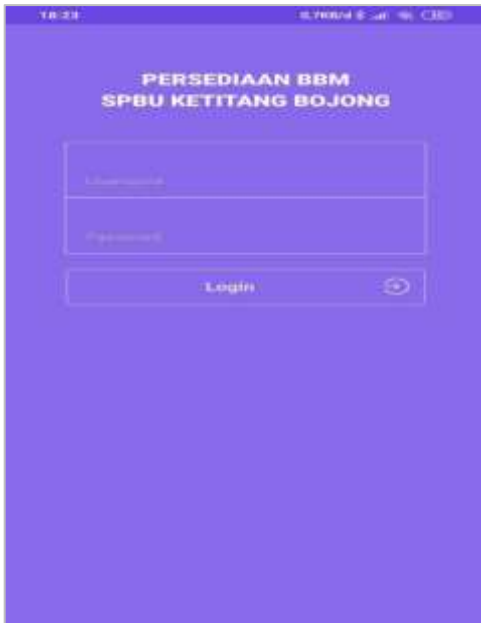 18:23
PERSEDIAAN BBM
SPBU KETITANG BOJONG
Username
Password
Login